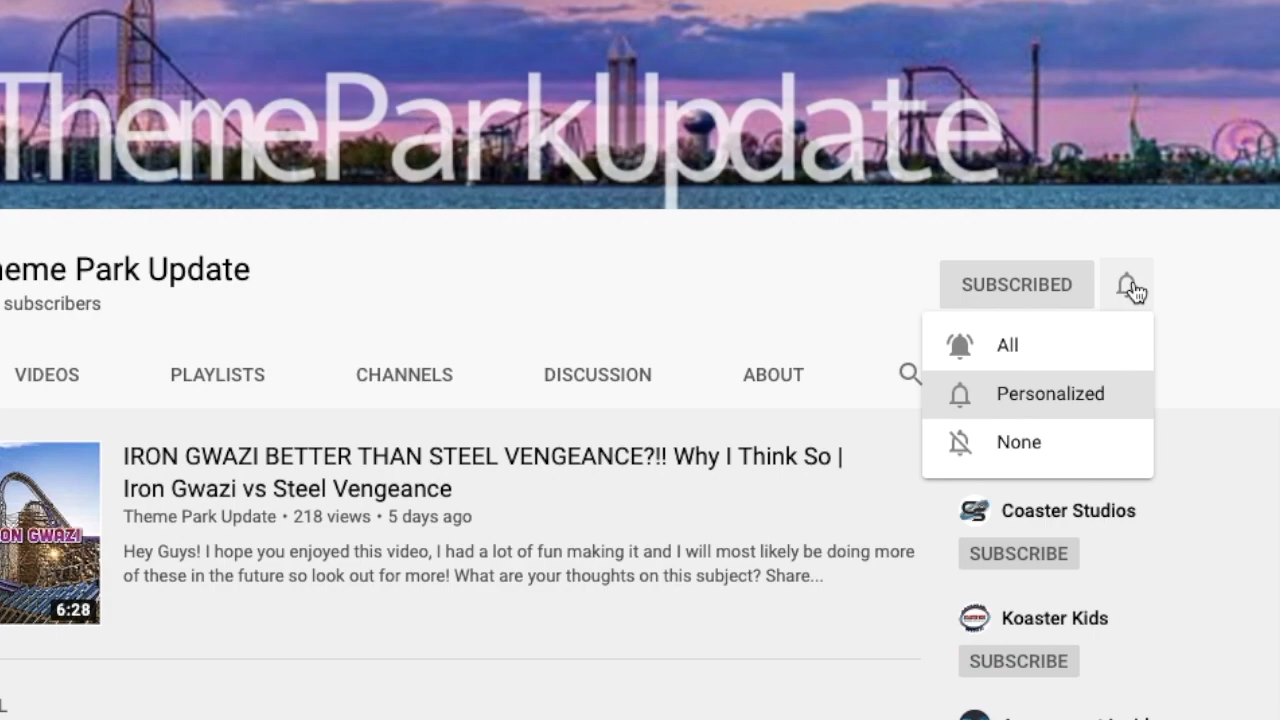 ThemeParkUpdate
eme Park Update
subscribers
SUBSCRIBED
All
Personalized
None
VIDEOS
PLAYLISTS
CHANNELS
DISCUSSION
ABOUT
IRON GWAZI BETTER THAN STEEL VENGEANCE?!! Why I Think So |
Iron Gwazi vs Steel Vengeance
Theme Park Update • 218 views • 5 days ago
Hey Guys! I hope you enjoyed this video, I had a lot of fun making it and I will most likely be doing more
of these in the future so look out for more! What are your thoughts on this subject? Share...
ON GWAZI
6:28
Coaster Studios
SUBSCRIBE
Koaster Kids
SUBSCRIBE
L